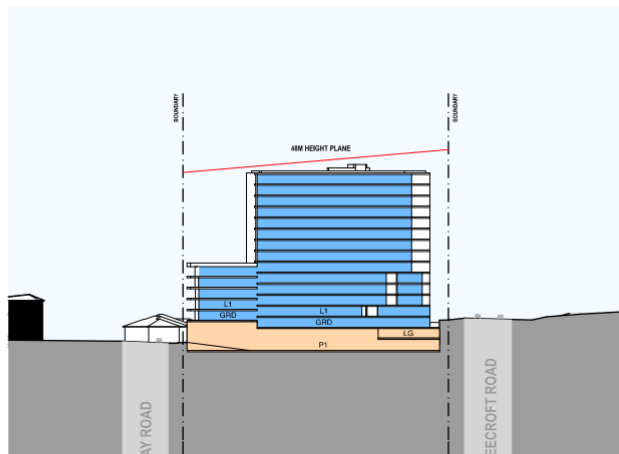 BOUNDARY
BOUNDARY
48M HEIGHT PLANE
L1
GRD
L1
GRD
LG
P1
AY ROAD
EECROFT ROAD